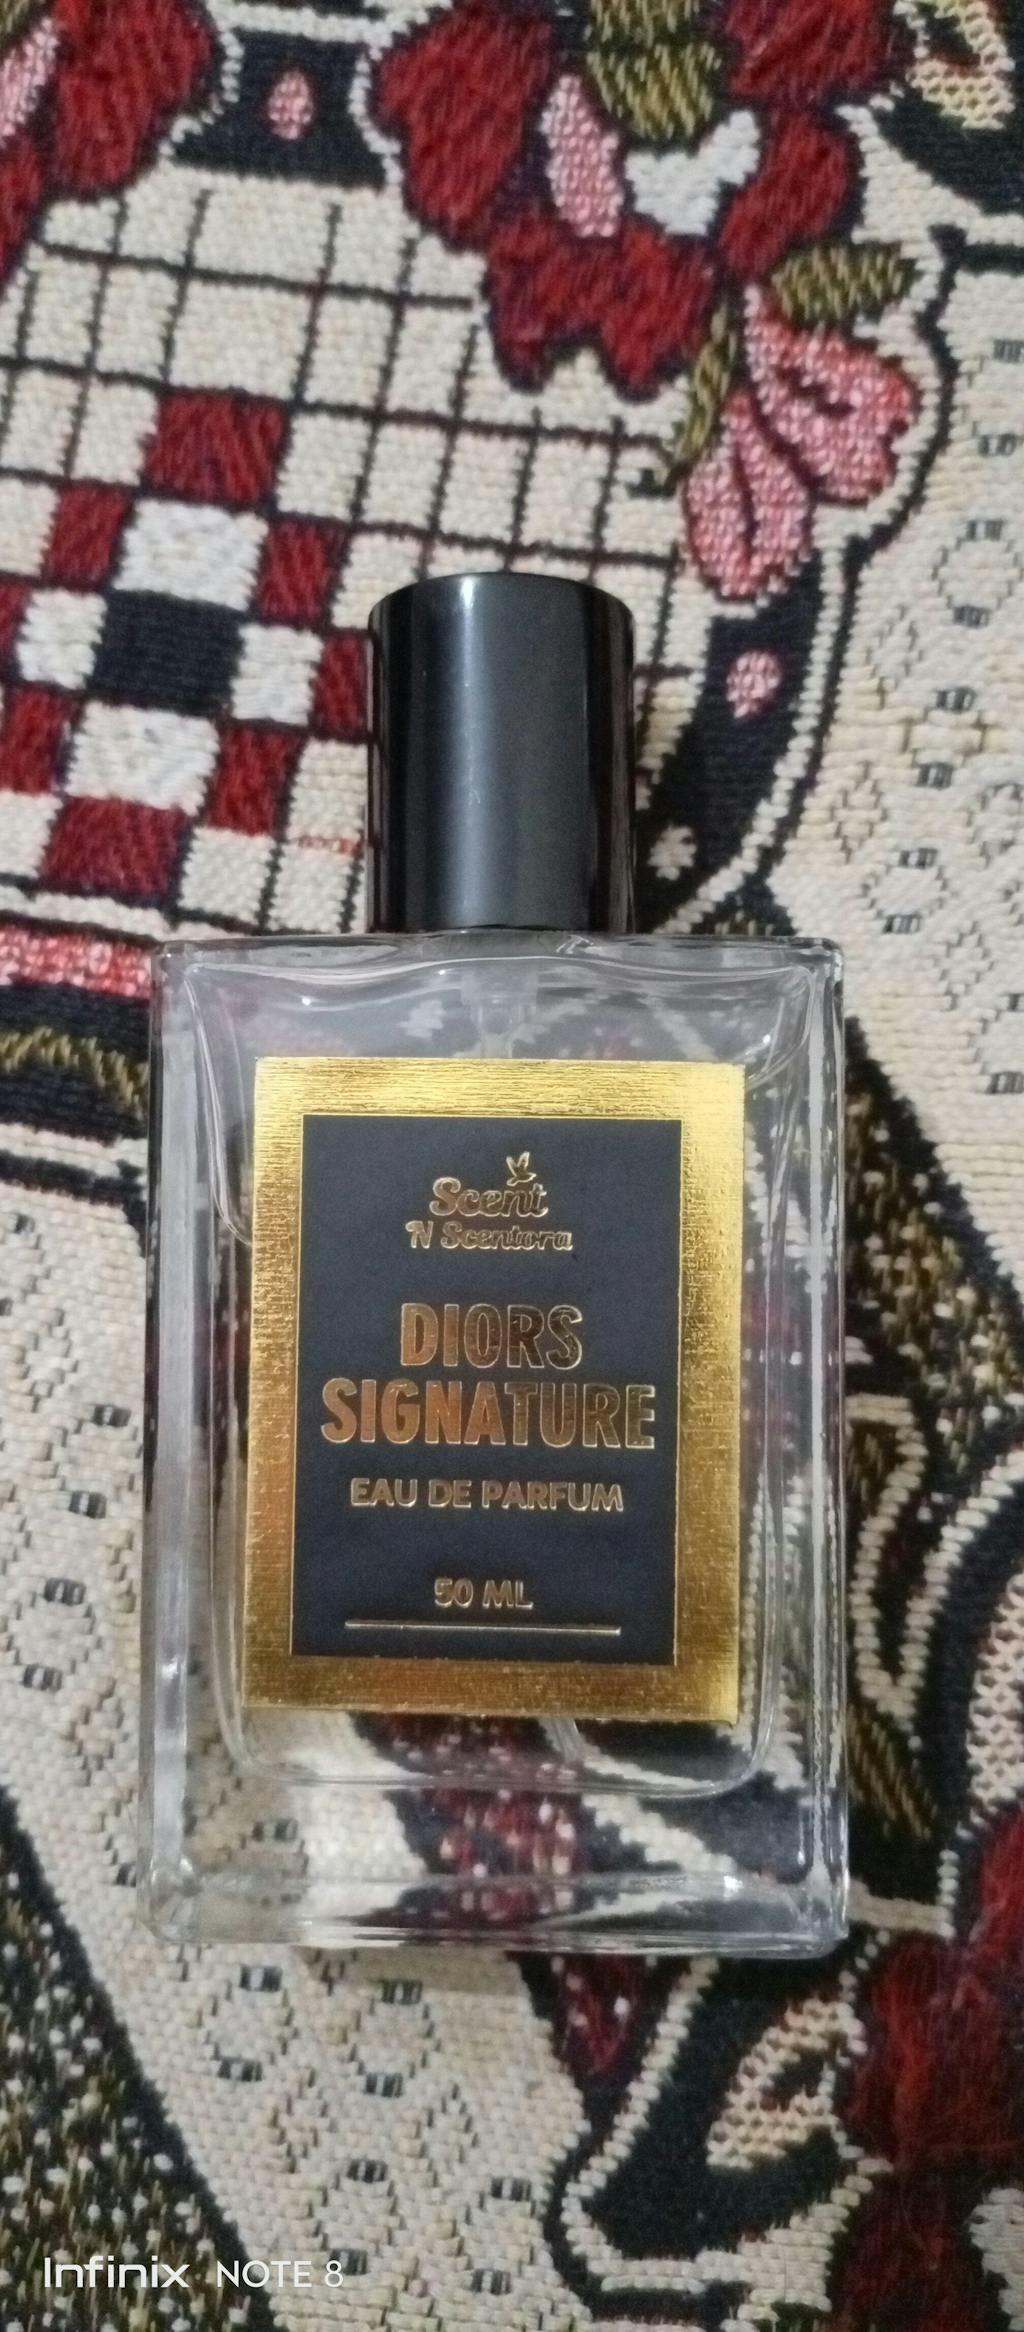 Scent
'N Scentora
DIORS
SIGNATURE
EAU DE PARFUM
50 ML
Infinix NOTE 8